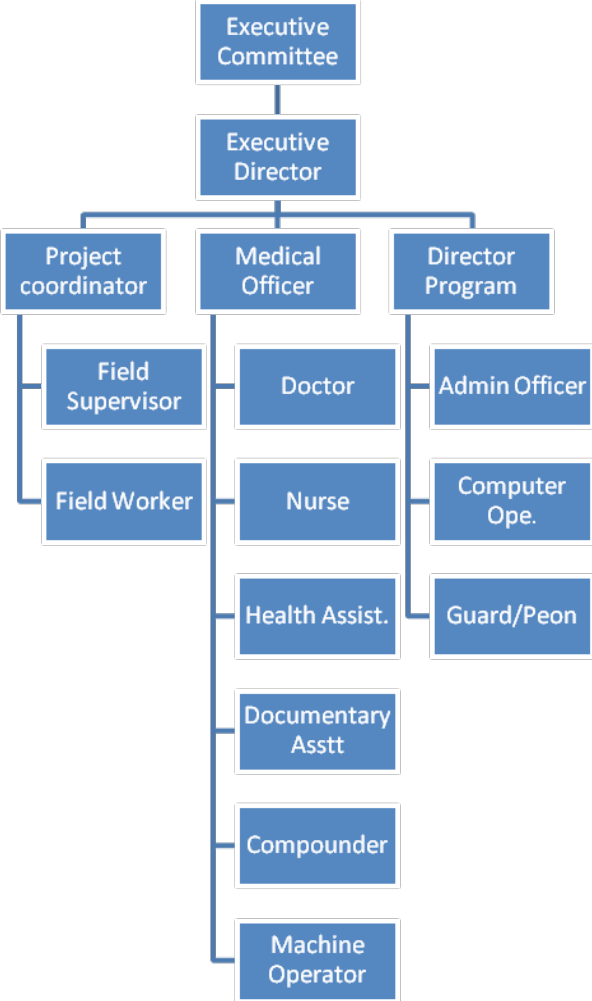 Executive
Committee
Executive
Director
Project
coordinator
Medical
Officer
Director
Program
Field
Supervisor
Field Worker
Doctor
Nurse
Health Assist.
Documentary
Asstt
Compounder
Machine
Operator
Admin Officer
Computer
Ope.
Guard/Peon